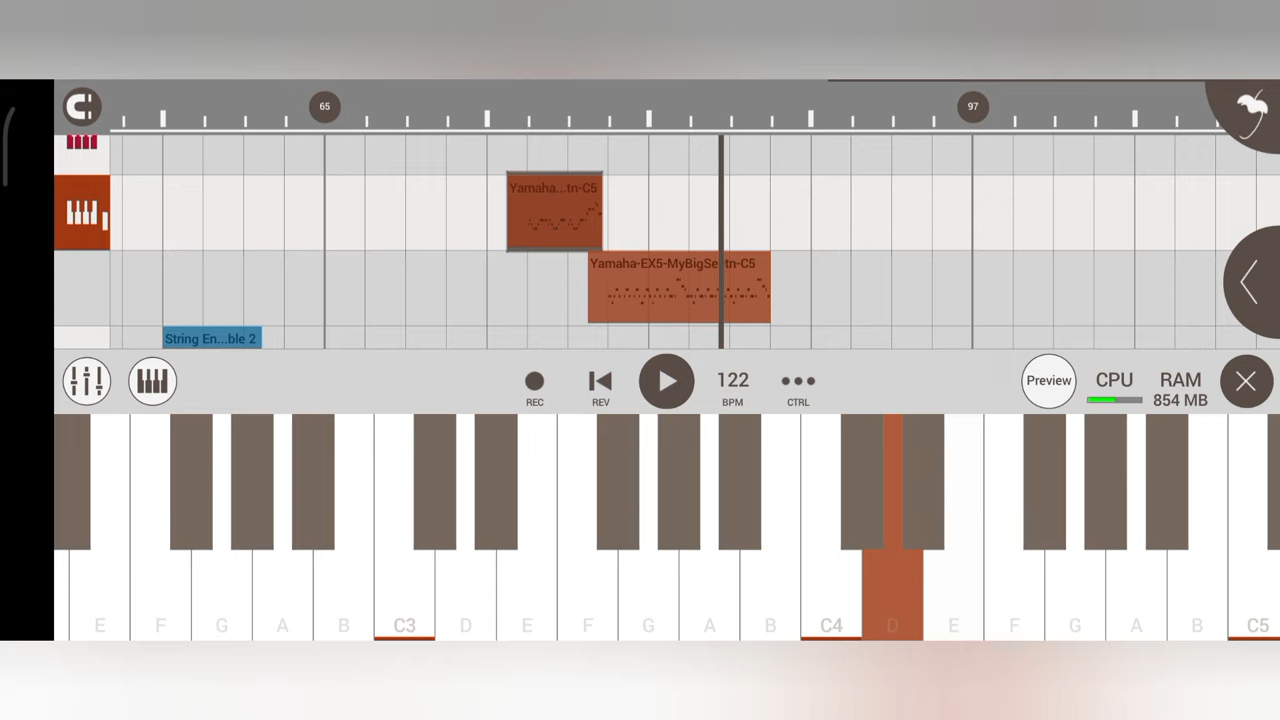 65
97
Yamaha...tn-C5
Yamaha-EX5-MyBigSe tn-C5
String En...ble 2
REC
REV
122
BPM
CTRL
Preview
CPU
RAM
854 MB
E F G A B C3 D E F G A B C4 D E F G A B C5